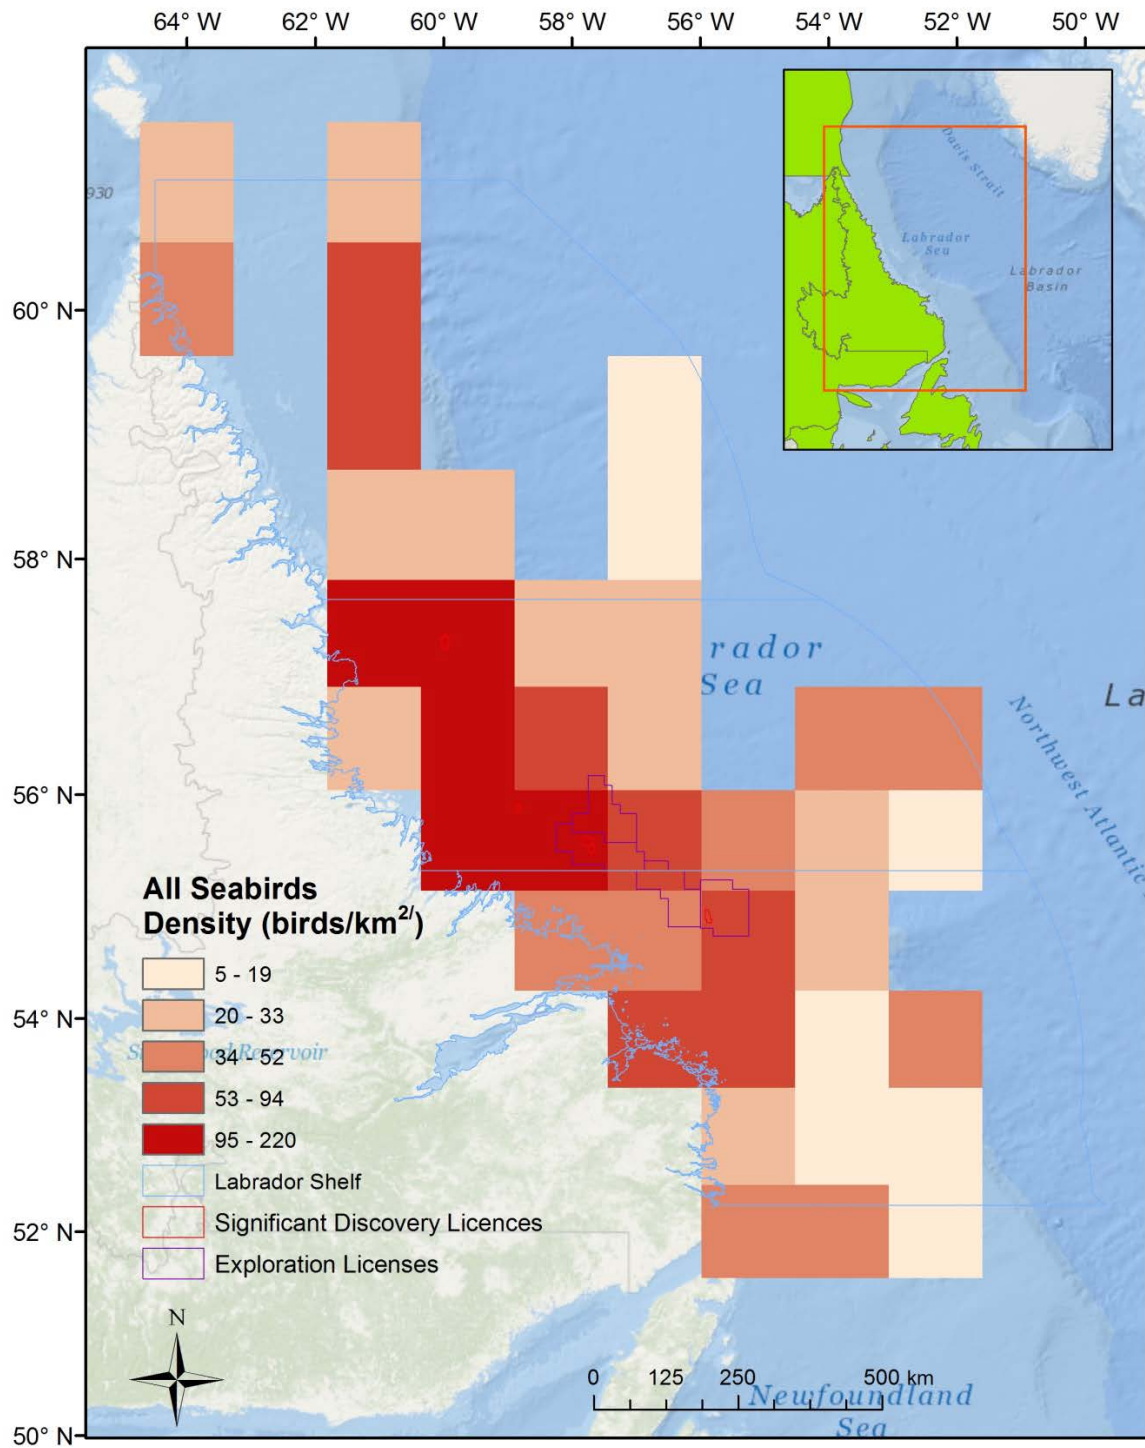 64° W 62° W 60° W 58° W 56° W 54° W 52° W 50° W
Davis Strait
Labrador
Sea
Labrador
Basin
930
60° N
58° N
rador
Sea
La
Northwest Atlantic
56° N
All Seabirds
Density (birds/km2/)
5 - 19
20 - 33
54° N
34 - 52
Reservoir
53 - 94
95 - 220
Labrador Shelf
Significant Discovery Licences
52° N
Exploration Licenses
N
0 125 250 500 km
Newfoundland
Sea
50° N